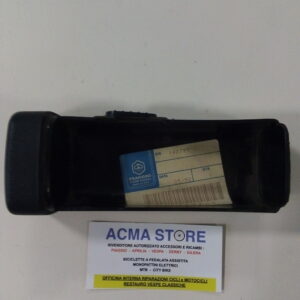 PIAGGIO
ACMA STORE
RIVENDITORE AUTORIZZATO ACCESSORI E RICAMBI :
PIAGGIO - APRILIA - VESPA - DERBY - GILERA
BICICLETTE A PEDALATA ASSISTITA
MONOPATTINI ELETTRICI
MTB - CITY BIKE
OFFICINA INTERNA RIPARAZIONI CICLI & MOTOCICLI
RESTAURO VESPE CLASSICHE